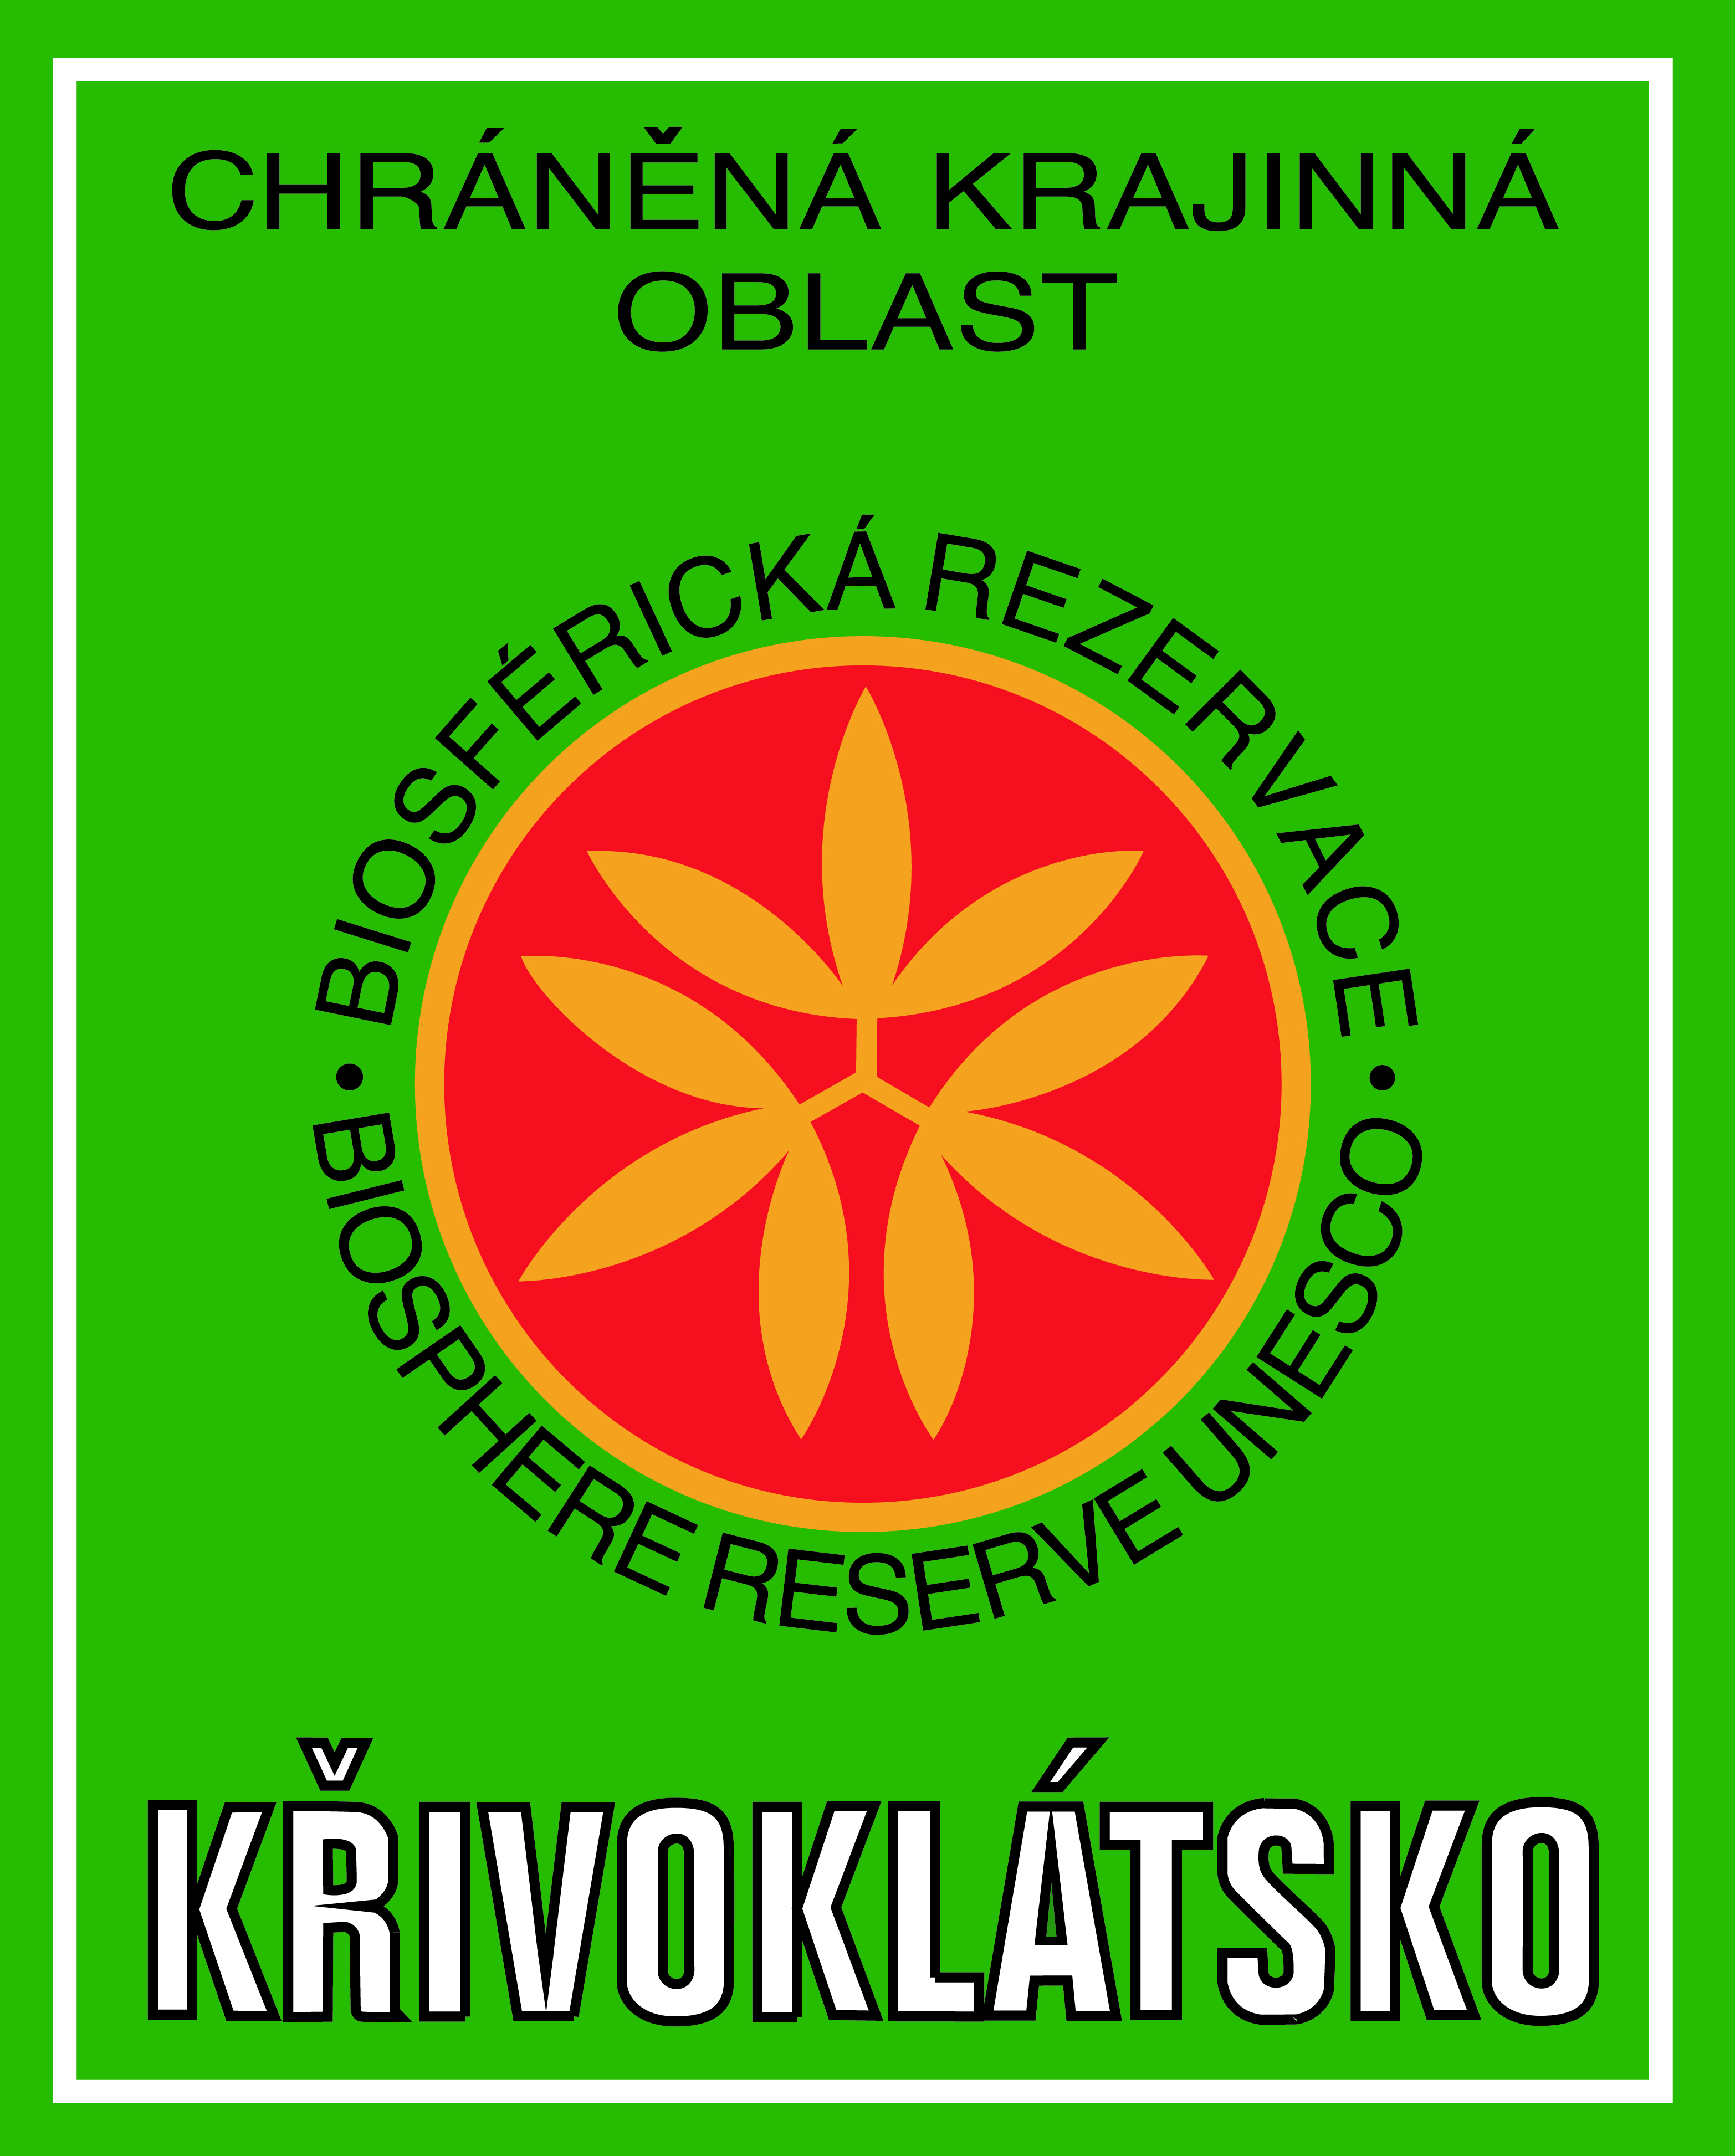 CHRÁNĚNÁ KRAJINNÁ
OBLAST
BIOSFÉRICKÁ REZERVACE
• BIOSPHERE RESERVE UNESCO •
KŘIVOKLÁTSKO